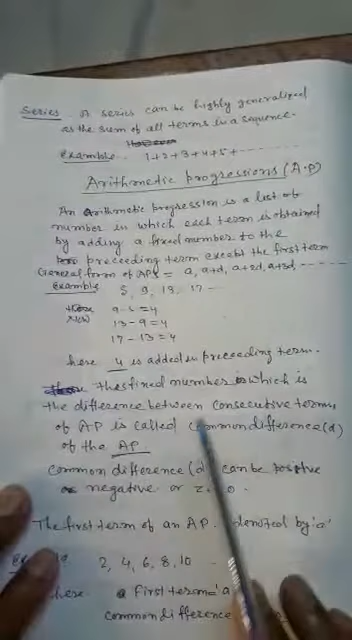 Series. A series can be highly generalized
as the sum of all terms in a sequence.
Example. 1+2+3+4+5+--------
Arithmetic progressions (A.P)
An arithmetic progression is a list of
number in which each term is obtained
by adding a fixed number to the
preceeding term except the first term
General form of APs = a, a+d, a+2d, a+3d -----
Example 5, 9, 13, 17 --
9-5=4
13-9=4
17-13=4
here 4 is added in preceeding term.
the fixed number which is
the difference between consecutive terms
of AP is called common difference (d)
of the AP
common difference (d) can be positive
negative or
The first term of an AP. denoted by 'a'
2, 4, 6, 8, 10
here first term = 'a
common difference